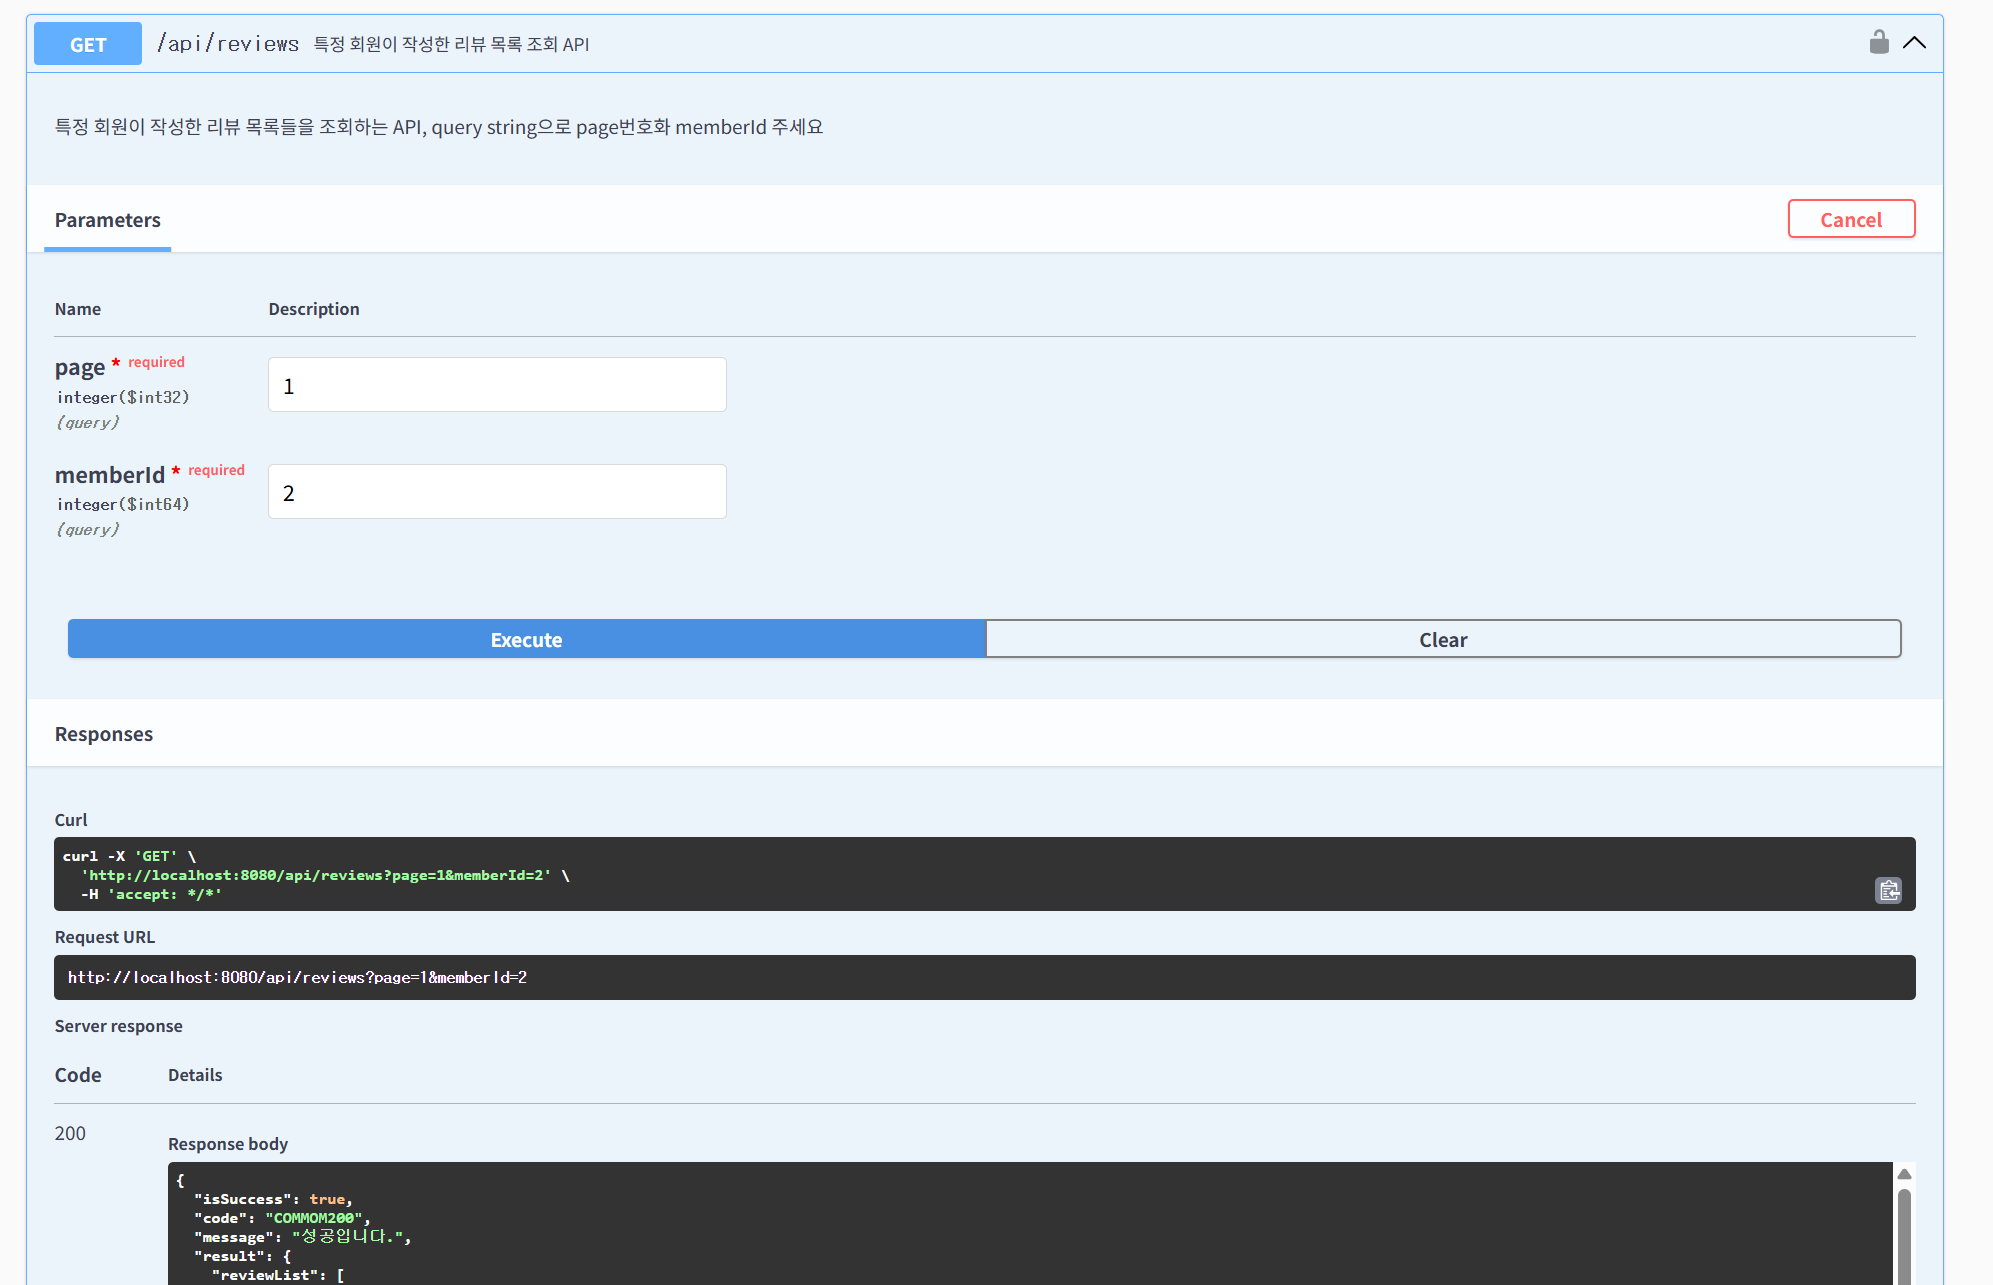 GET /api/reviews 특정 회원이 작성한 리뷰 목록 조회 API
특정 회원이 작성한 리뷰 목록들을 조회하는 API, query string으로 page번호화 memberId 주세요
Parameters
Cancel
Name Description
page * required
integer($int32)
(query)
1
memberId * required
integer($int64)
(query)
2
Execute
Clear
Responses
Curl
curl -X 'GET' \
'http://localhost:8080/api/reviews?page=1&memberId=2' \
-H 'accept: */*'
Request URL
http://localhost:8080/api/reviews?page=1&memberId=2
Server response
Code Details
200
Response body
{
"isSuccess": true,
"code": "COMMOM200",
"message": "성공입니다.",
"result": {
"reviewList": [